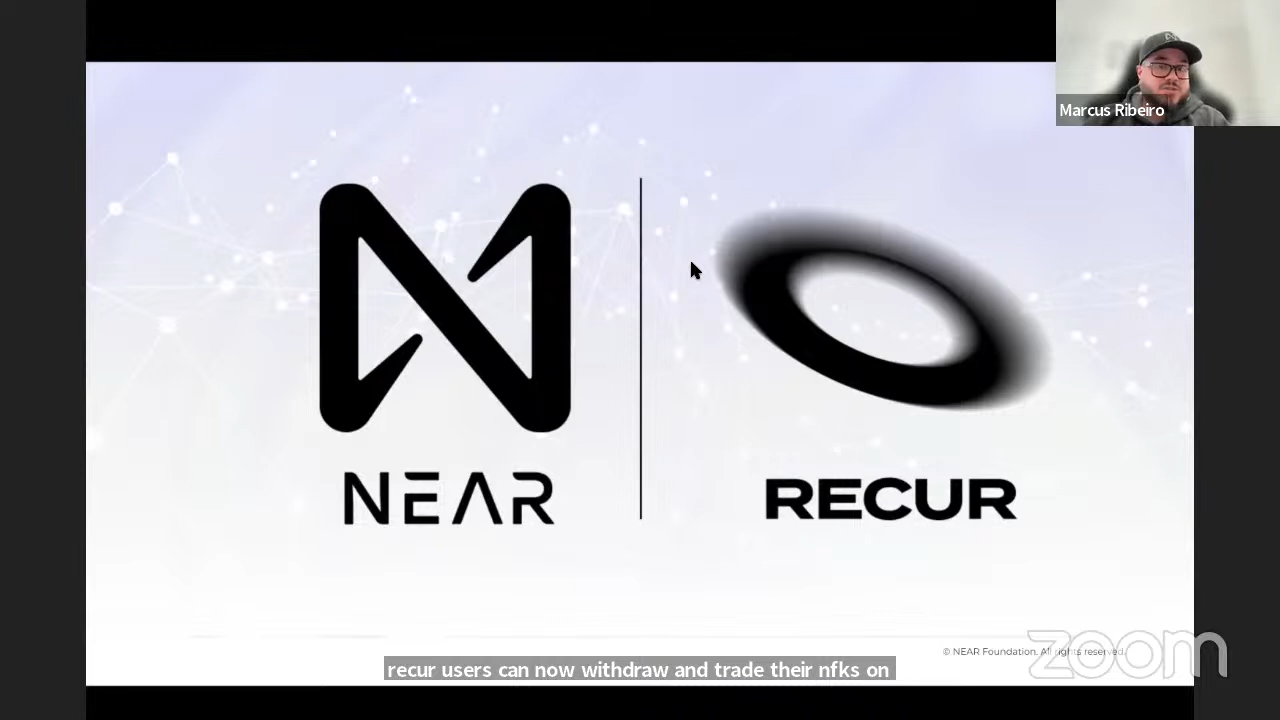 Marcus Ribeiro
NEAR
RECUR
© NEAR Foundation. All rights reserved.
zoom
recur users can now withdraw and trade their nfks on